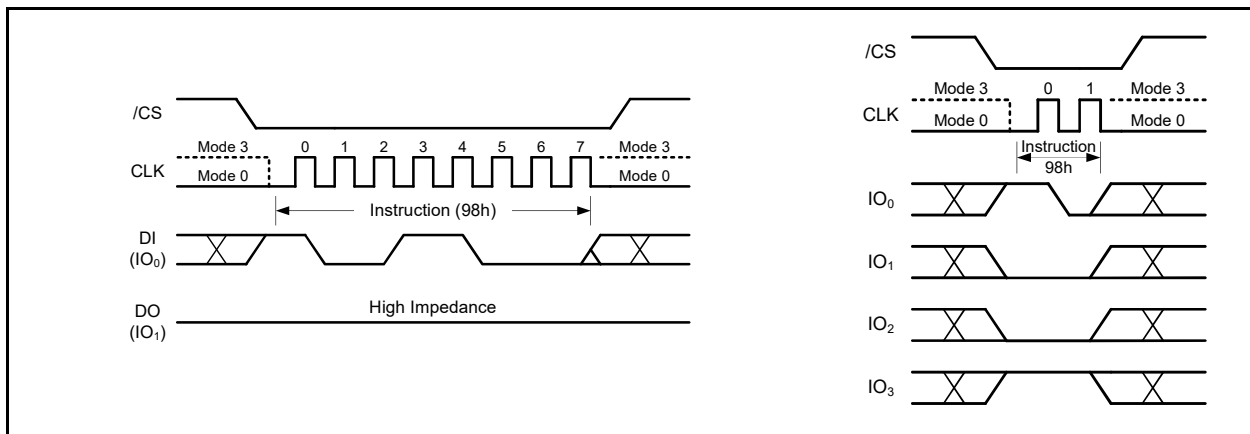 /CS
CLK
Mode 3
Mode 0
0 1 2 3 4 5 6 7
Mode 3
Mode 0
Instruction (98h)
DI
(IO0)
DO
(IO1)
High Impedance
/CS
CLK
Mode 3
Mode 0
0 1
Mode 3
Mode 0
Instruction
98h
IO0
IO1
IO2
IO3